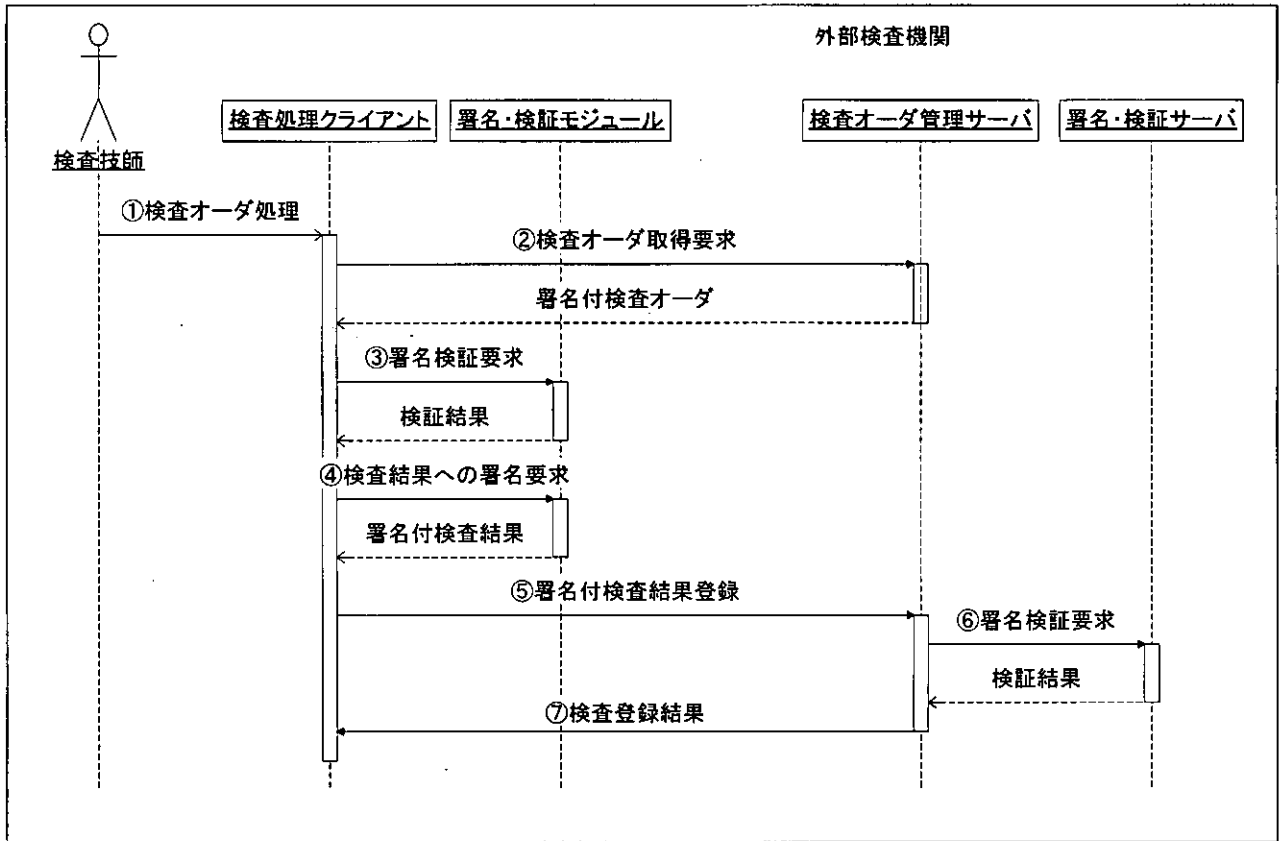 外部検査機関
検査技師
検査処理クライアント
署名・検証モジュール
検査オーダ管理サーバ
署名・検証サーバ
①検査オーダ処理
②検査オーダ取得要求
署名付検査オーダ
③署名検証要求
検証結果
④検査結果への署名要求
署名付検査結果
⑤署名付検査結果登録
⑥署名検証要求
検証結果
⑦検査登録結果